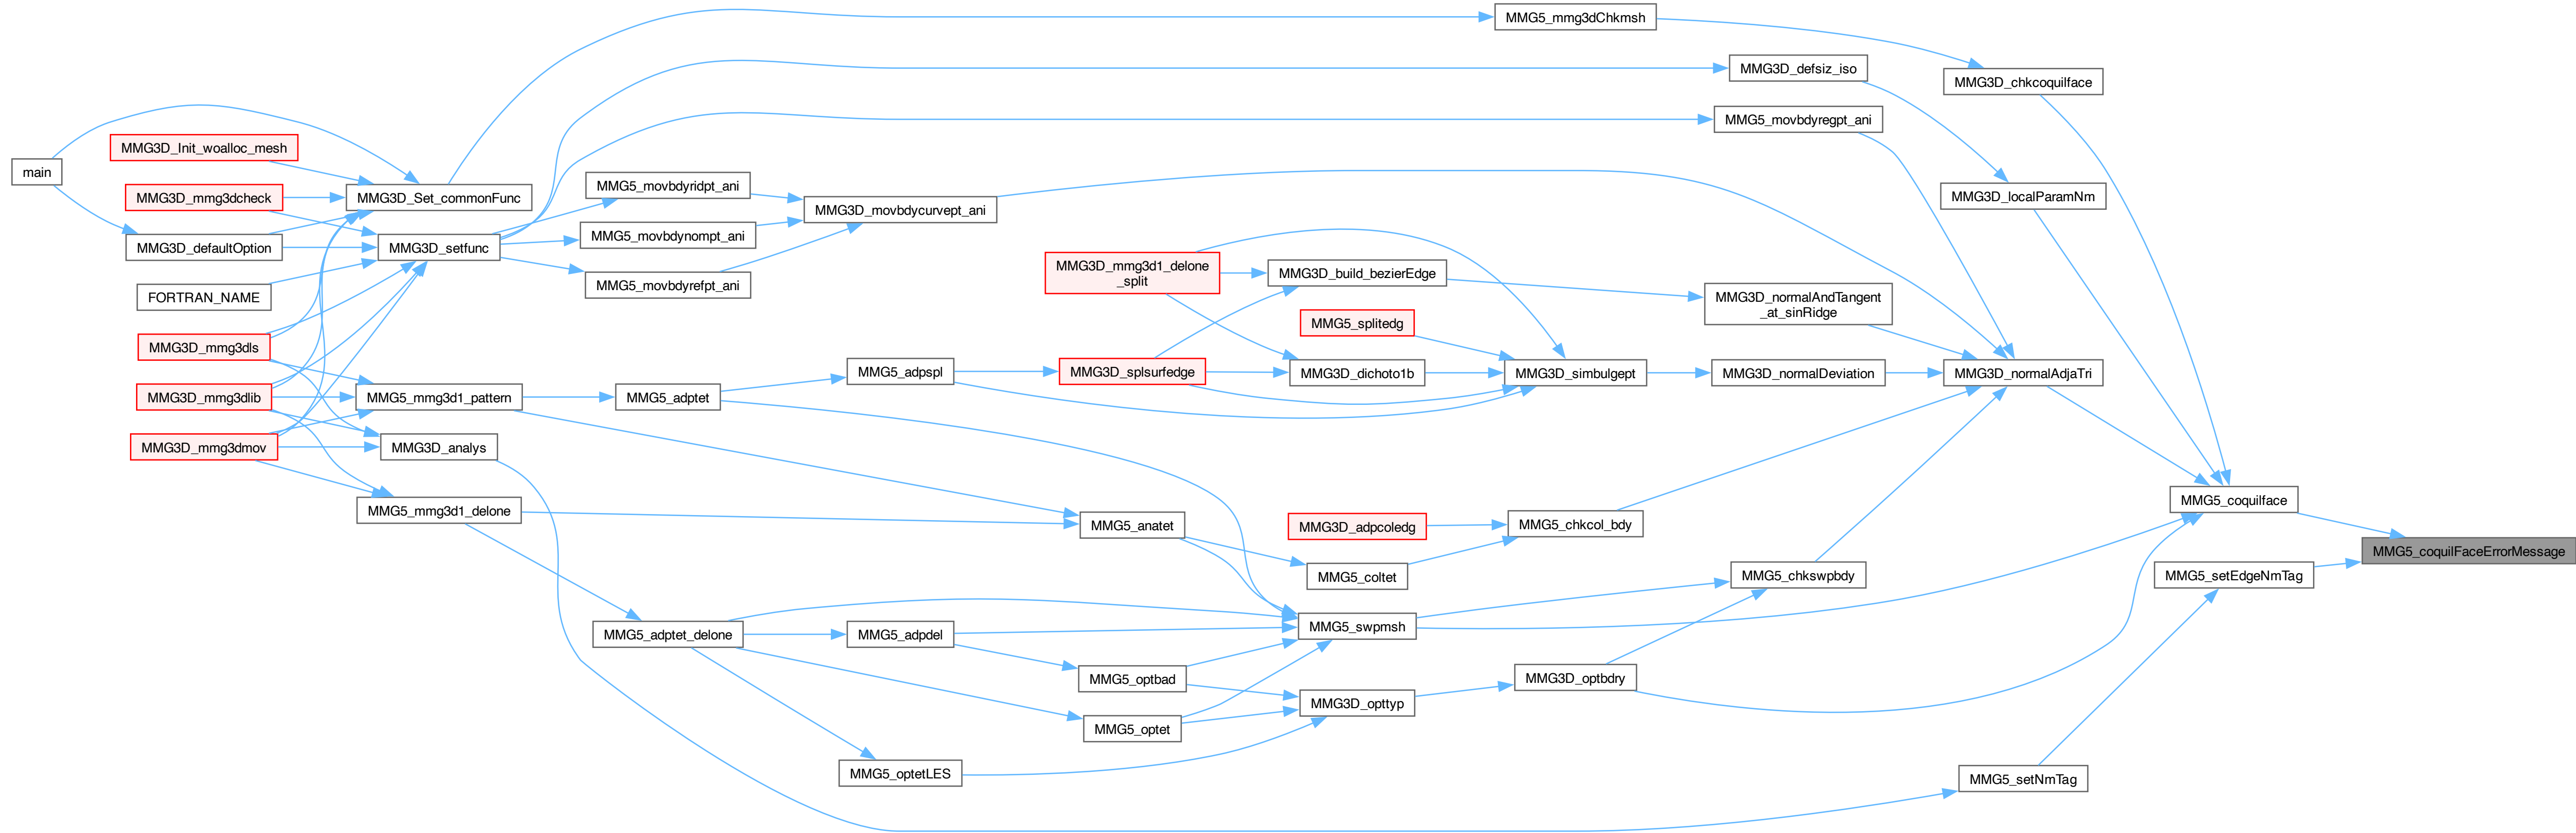 MMG5_mmg3dChkmsh
MMG3D_defsiz_iso
MMG3D_chkcoquilface
MMG5_movbdyregpt_ani
MMG3D_Init_woalloc_mesh
main
MMG5_movbdyridpt_ani
MMG3D_mmg3dcheck
MMG3D_Set_commonFunc
MMG3D_localParamNm
MMG3D_movbdycurvept_ani
MMG5_movbdynompt_ani
MMG3D_defaultOption
MMG3D_setfunc
MMG3D_mmg3d1_delone
_split
MMG3D_build_bezierEdge
MMG5_movbdyrefpt_ani
FORTRAN_NAME
MMG3D_normalAndTangent
_at_sinRidge
MMG5_splitedg
MMG3D_mmg3dls
MMG5_adpspl
MMG3D_splsurfedge
MMG3D_dichoto1b
MMG3D_simbulgept
MMG3D_normalDeviation
MMG3D_normalAdjaTri
MMG3D_mmg3dlib
MMG5_mmg3d1_pattern
MMG5_adptet
MMG3D_mmg3dmov
MMG3D_analys
MMG5_coquilface
MMG5_mmg3d1_delone
MMG5_anatet
MMG3D_adpcoledg
MMG5_chkcol_bdy
MMG5_coquilFaceErrorMessage
MMG5_coltet
MMG5_chkswpbdy
MMG5_setEdgeNmTag
MMG5_adptet_delone
MMG5_adpdel
MMG5_swpmsh
MMG5_optbad
MMG3D_optbdry
MMG3D_opttyp
MMG5_optet
MMG5_optetLES
MMG5_setNmTag